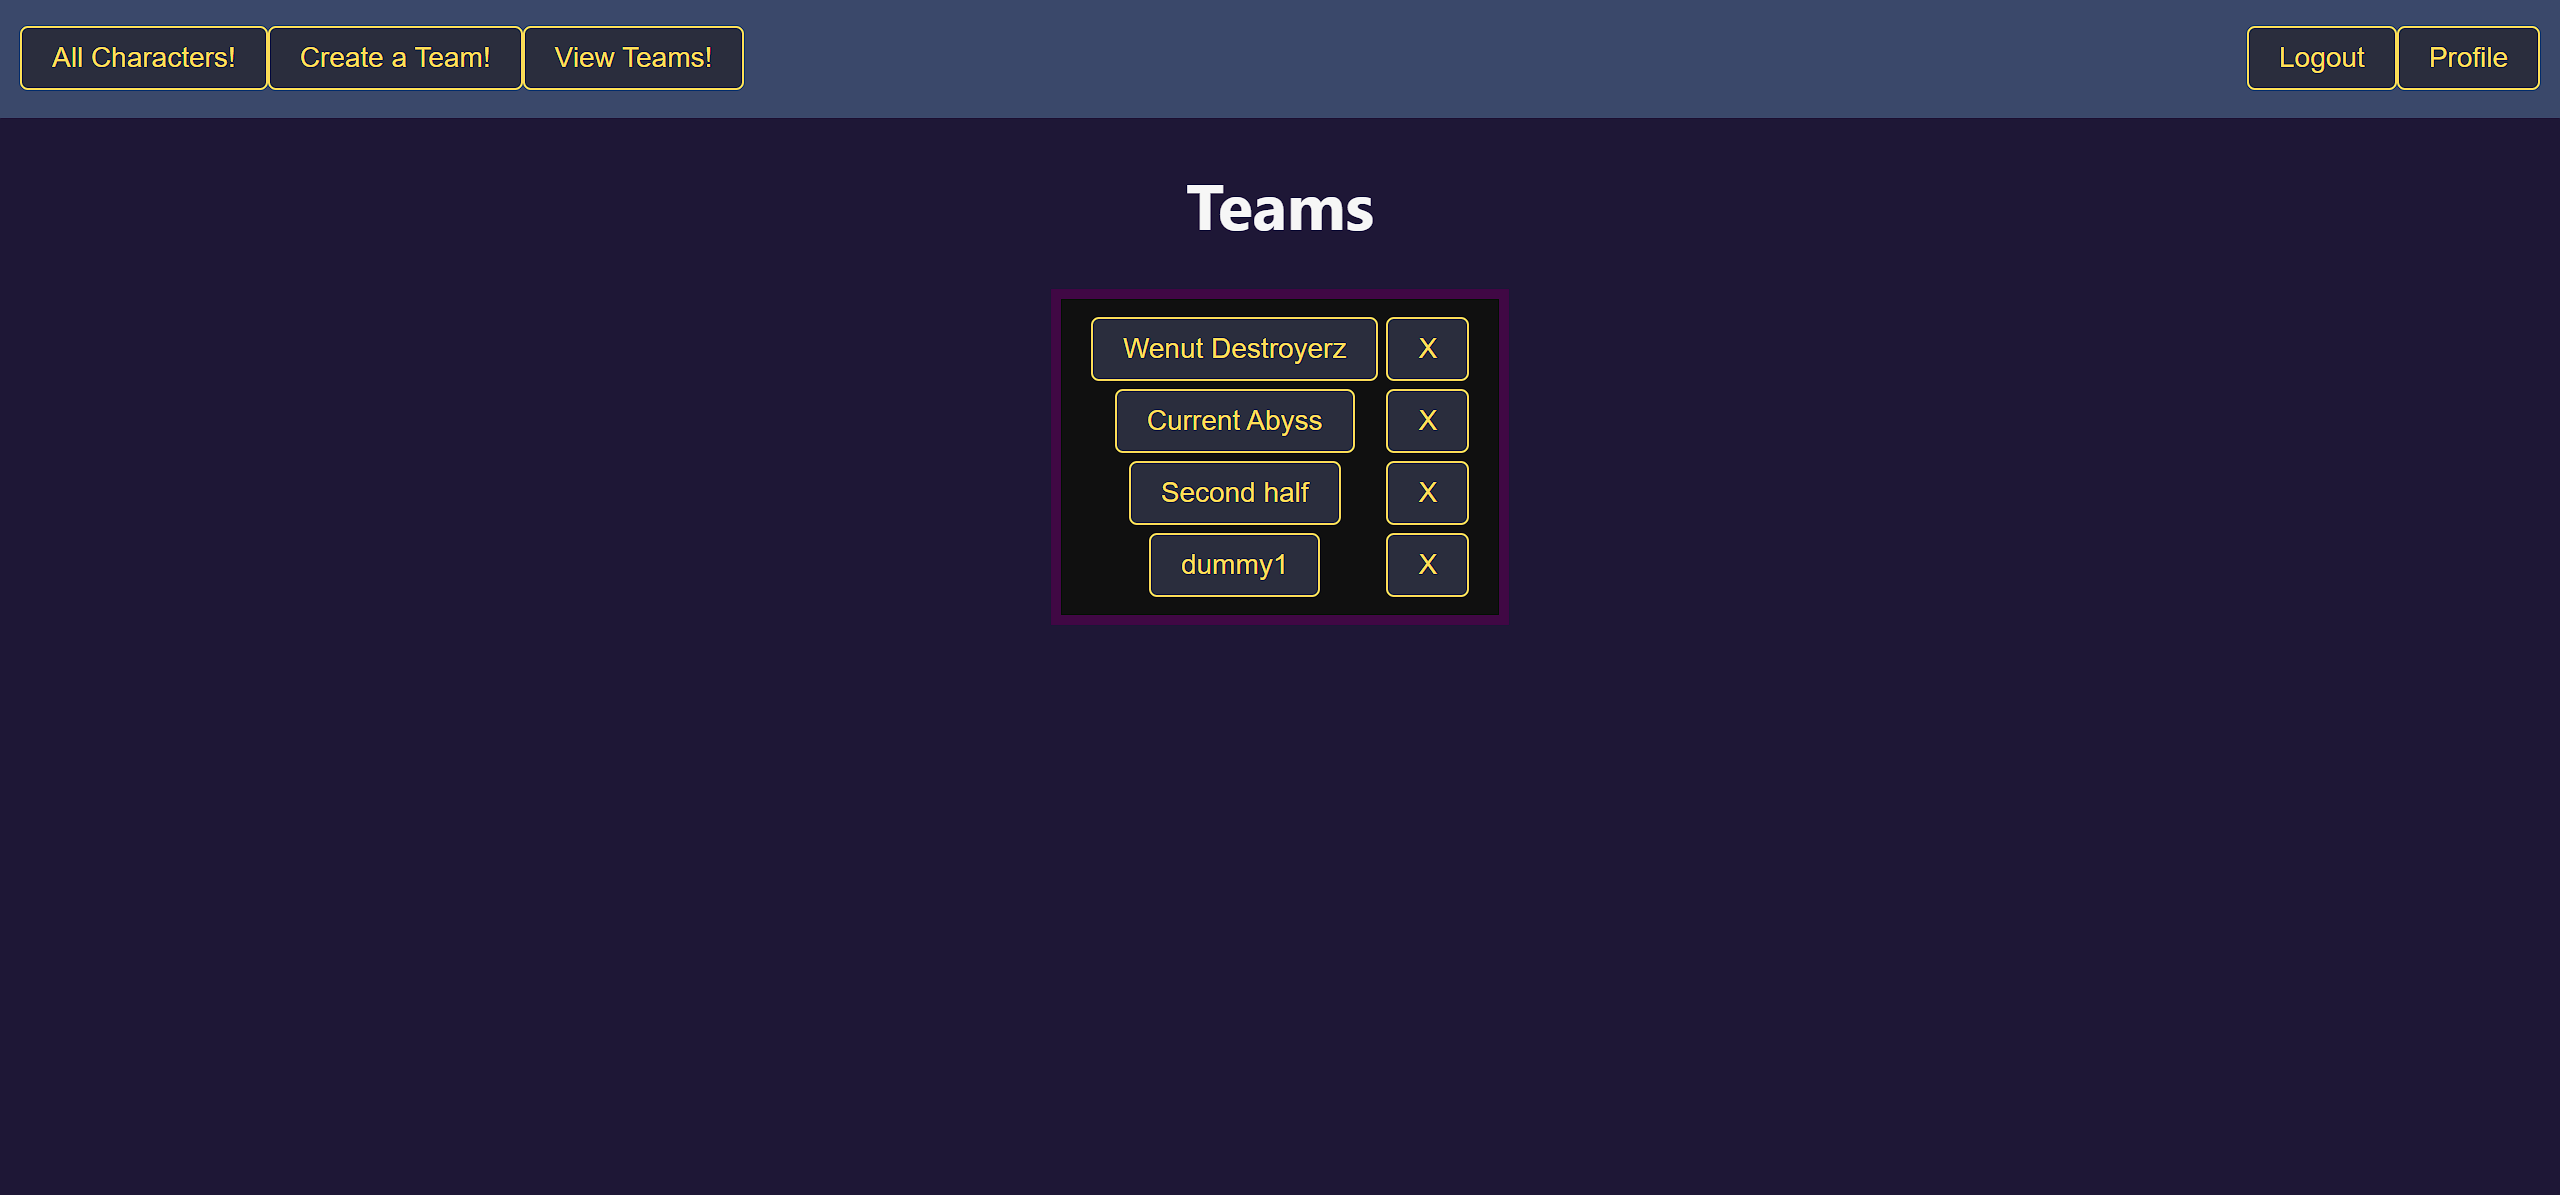 All Characters! Create a Team! View Teams! Logout Profile
Teams
Wenut Destroyerz X
Current Abyss X
Second half X
dummy1 X